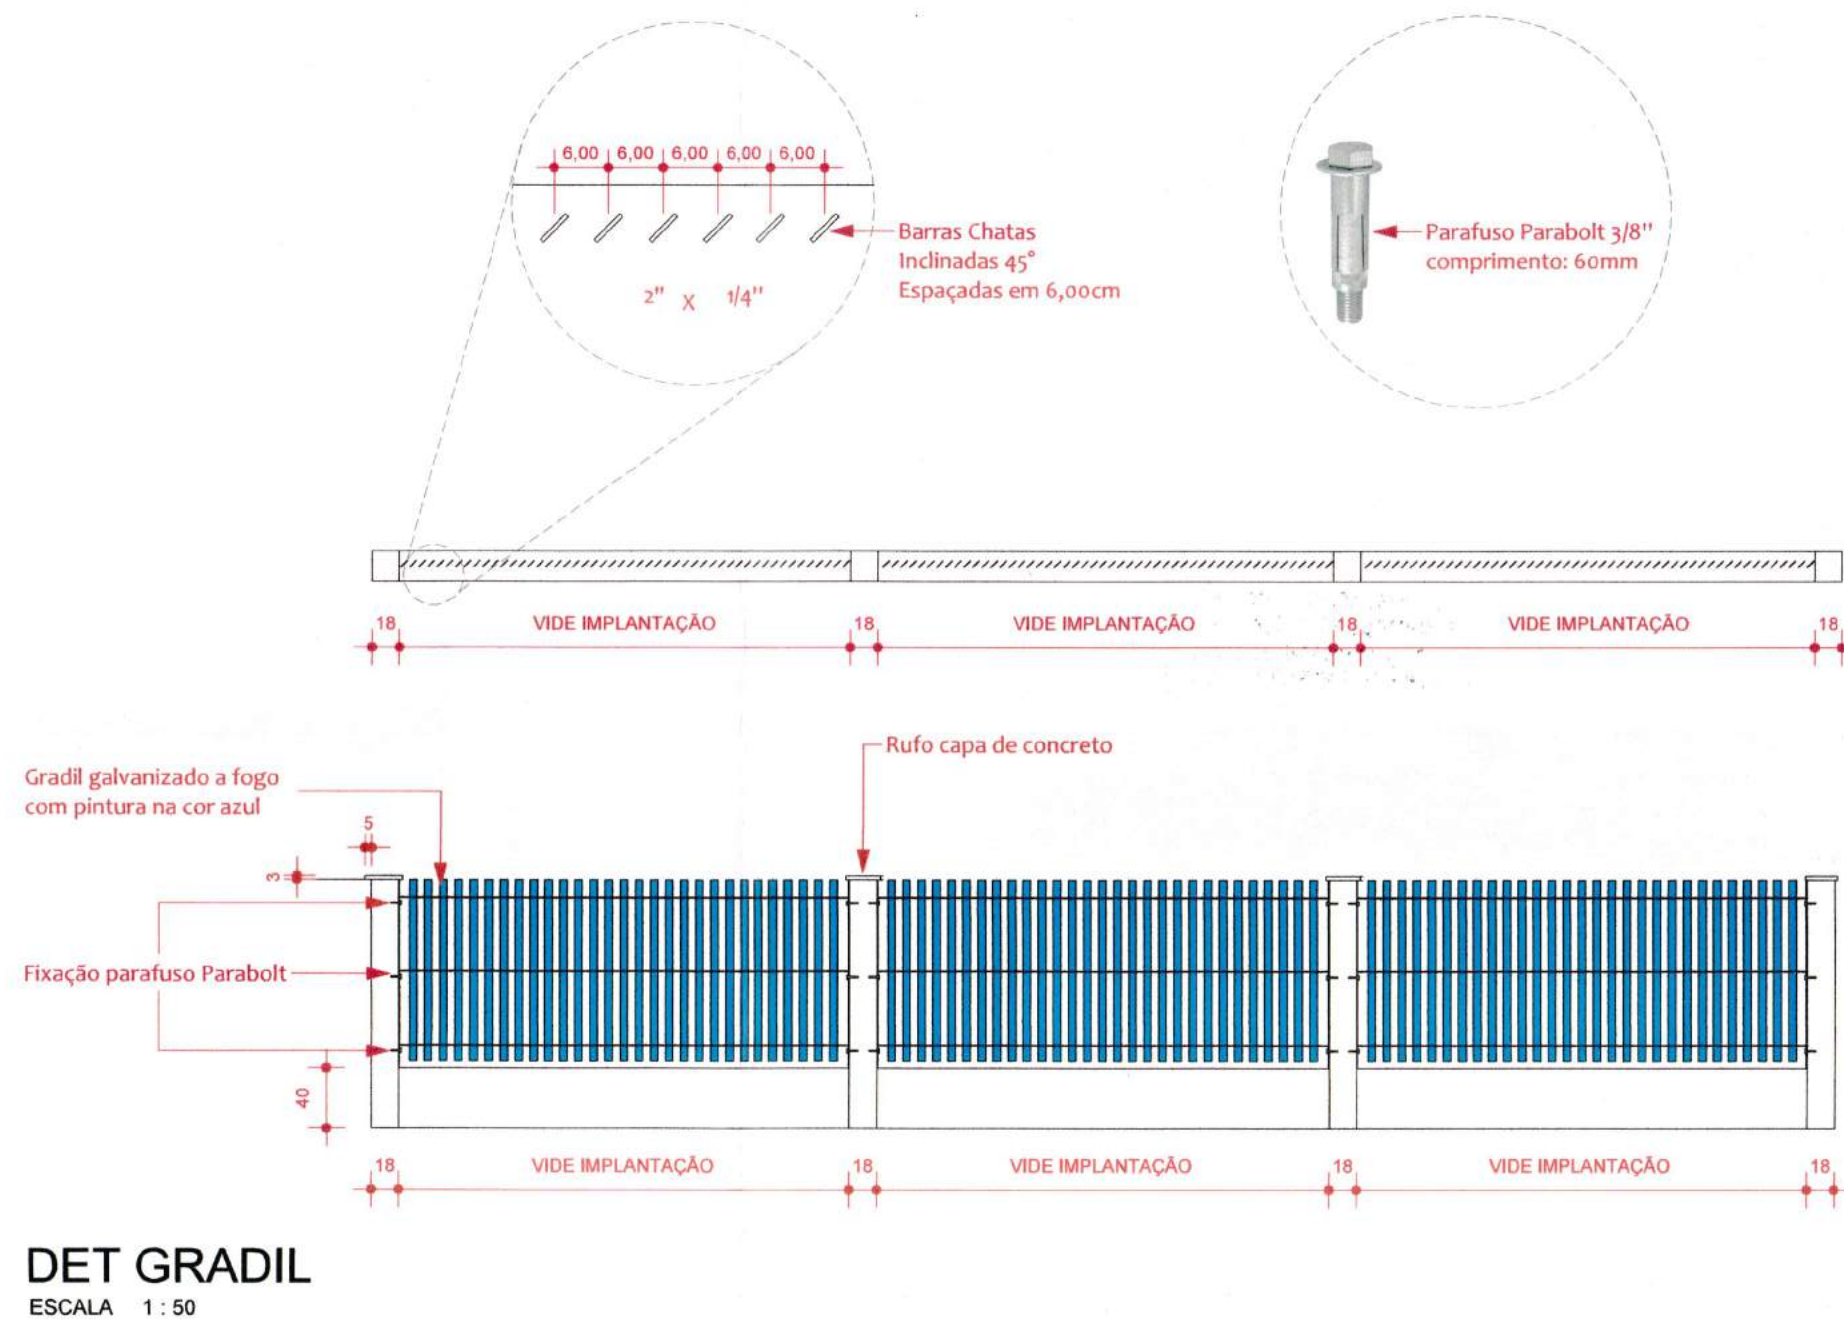 6,00 6,00 6,00 6,00 6,00
Barras Chatas
Inclinadas 45°
Espaçadas em 6,00cm
2" X 1/4"
Parafuso Parabolt 3/8"
comprimento: 60mm
18 VIDE IMPLANTAÇÃO 18 VIDE IMPLANTAÇÃO 18 VIDE IMPLANTAÇÃO 18
Rufo capa de concreto
Gradil galvanizado a fogo
com pintura na cor azul
5
3
Fixação parafuso Parabolt
40
18 VIDE IMPLANTAÇÃO 18 VIDE IMPLANTAÇÃO 18 VIDE IMPLANTAÇÃO 18
DET GRADIL
ESCALA 1 : 50